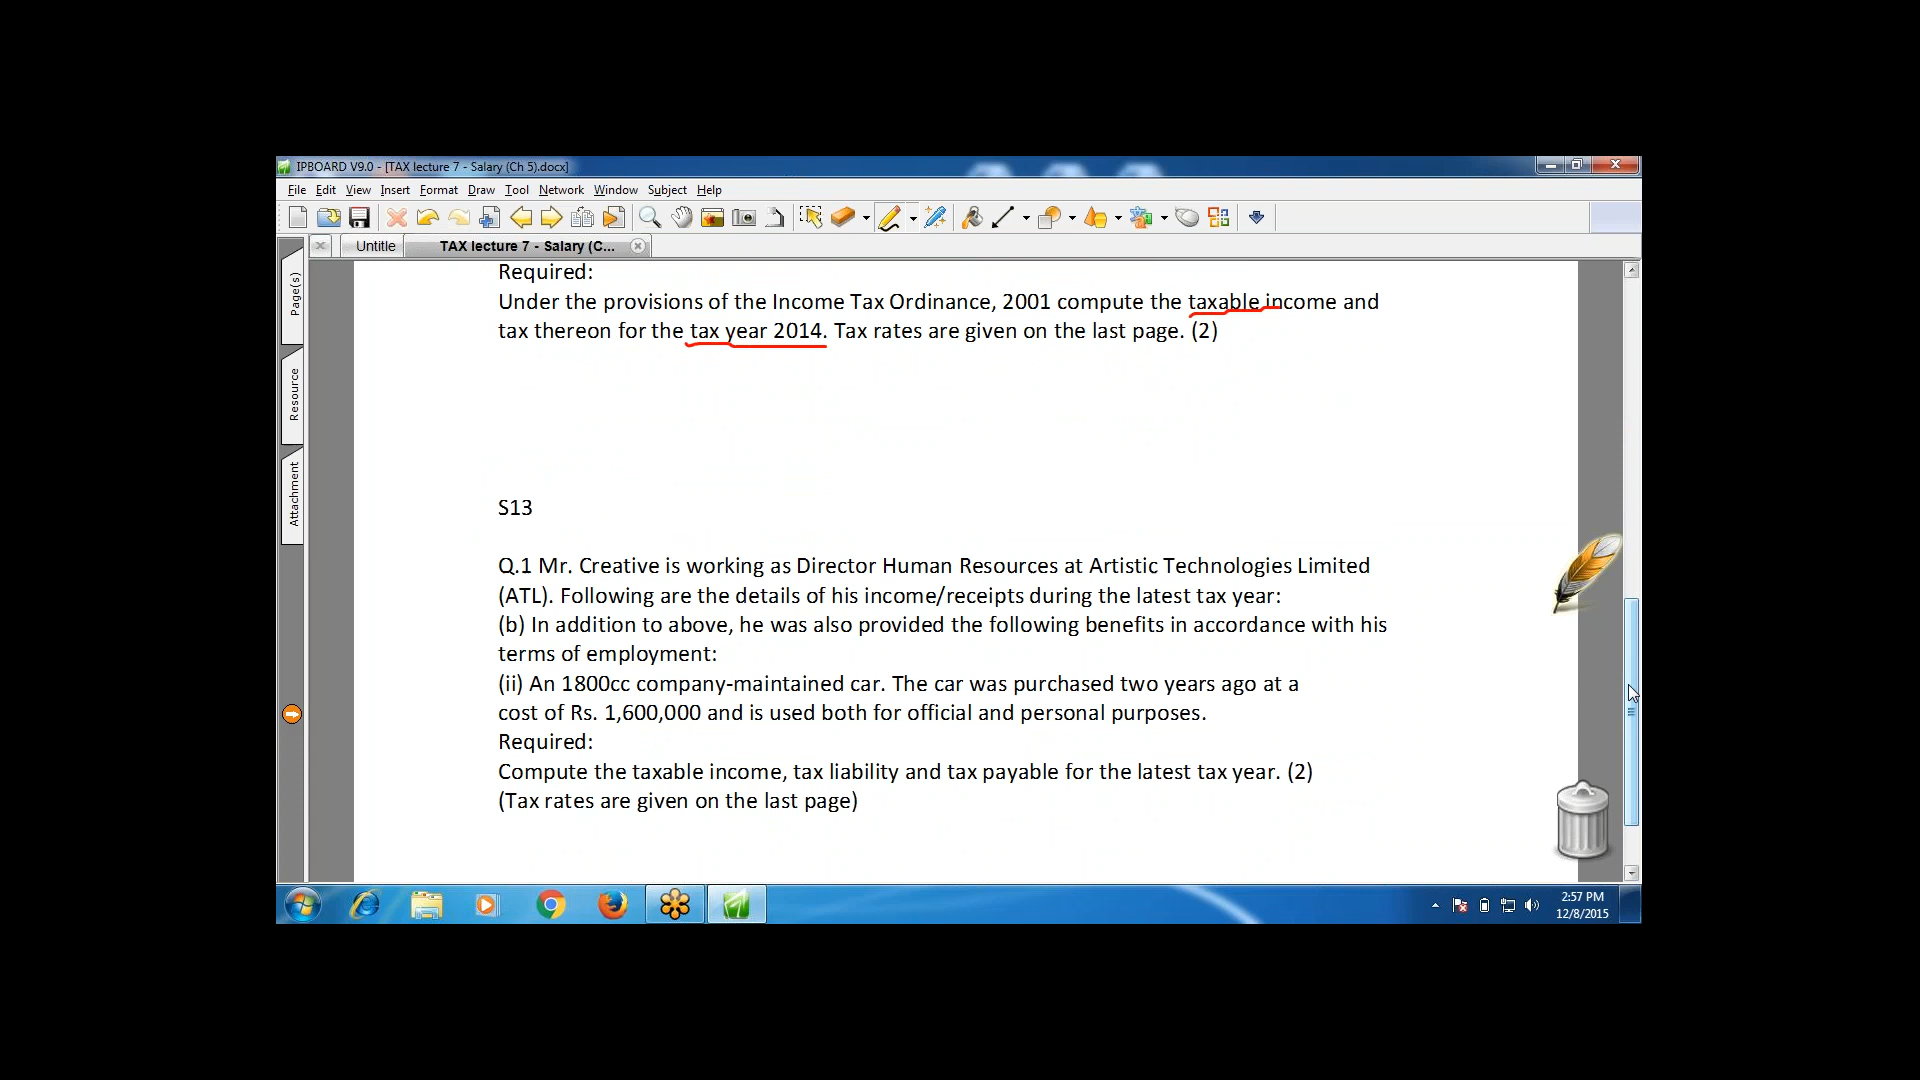 IPBOARD V9.0 - [TAX lecture 7 - Salary (Ch 5).docx]
File Edit View Insert Format Draw Tool Network Window Subject Help
Untitle TAX lecture 7 - Salary (C...
Page(s)
Resource
Attachment
Required:
Under the provisions of the Income Tax Ordinance, 2001 compute the taxable income and
tax thereon for the tax year 2014. Tax rates are given on the last page. (2)
S13
Q.1 Mr. Creative is working as Director Human Resources at Artistic Technologies Limited
(ATL). Following are the details of his income/receipts during the latest tax year:
(b) In addition to above, he was also provided the following benefits in accordance with his
terms of employment:
(ii) An 1800cc company-maintained car. The car was purchased two years ago at a
cost of Rs. 1,600,000 and is used both for official and personal purposes.
Required:
Compute the taxable income, tax liability and tax payable for the latest tax year. (2)
(Tax rates are given on the last page)
2:57 PM
12/8/2015